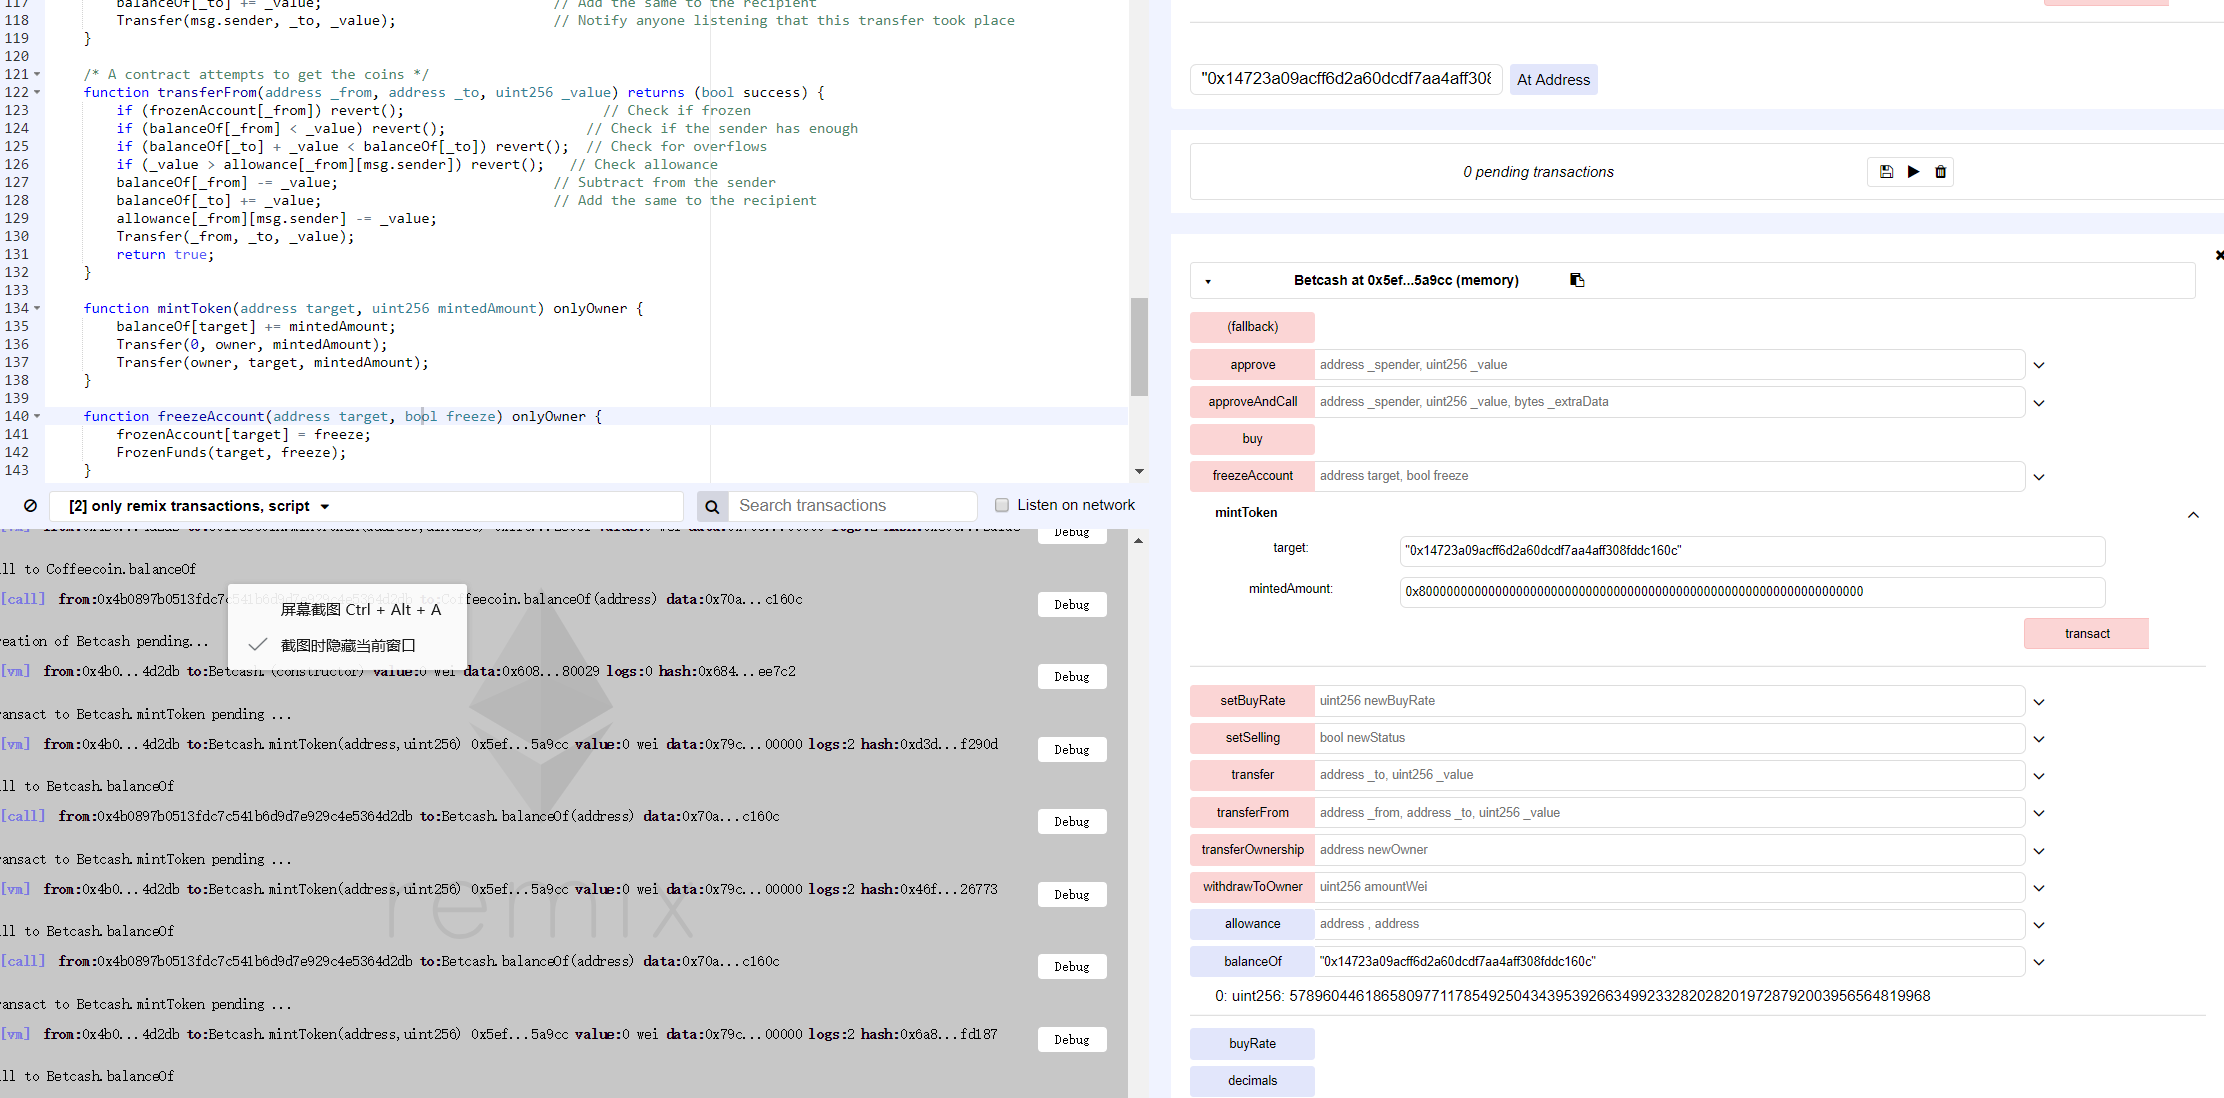 117 balanceOf[_to] += _value; // Add the same to the recipient
118 Transfer(msg.sender, _to, _value); // Notify anyone listening that this transfer took place
119 }
120
121 /* A contract attempts to get the coins */
122 function transferFrom(address _from, address _to, uint256 _value) returns (bool success) {
123 if (frozenAccount[_from]) revert(); // Check if frozen
124 if (balanceOf[_from] < _value) revert(); // Check if the sender has enough
125 if (balanceOf[_to] + _value < balanceOf[_to]) revert(); // Check for overflows
126 if (_value > allowance[_from][msg.sender]) revert(); // Check allowance
127 balanceOf[_from] -= _value; // Subtract from the sender
128 balanceOf[_to] += _value; // Add the same to the recipient
129 allowance[_from][msg.sender] -= _value;
130 Transfer(_from, _to, _value);
131 return true;
132 }
133
134 function mintToken(address target, uint256 mintedAmount) onlyOwner {
135 balanceOf[target] += mintedAmount;
136 Transfer(0, owner, mintedAmount);
137 Transfer(owner, target, mintedAmount);
138 }
139
140 function freezeAccount(address target, bool freeze) onlyOwner {
141 frozenAccount[target] = freeze;
142 FrozenFunds(target, freeze);
143 }
[2] only remix transactions, script
Search transactions
Listen on network
Debug
ll to Coffeecoin.balanceOf
[call] from:0x4b0897b0513fdc7c541b6d9d7e929c4e5364d2db to:Coffeecoin.balanceOf(address) data:0x70a...c160c
Debug
屏幕截图 Ctrl + Alt + A
截图时隐藏当前窗口
reation of Betcash pending...
[vm] from:0x4b0...4d2db to:Betcash.(constructor) value:0 wei data:0x608...80029 logs:0 hash:0x684...ee7c2
Debug
ransact to Betcash.mintToken pending ...
[vm] from:0x4b0...4d2db to:Betcash.mintToken(address,uint256) 0x5ef...5a9cc value:0 wei data:0x79c...00000 logs:2 hash:0xd3d...f290d
Debug
ll to Betcash.balanceOf
[call] from:0x4b0897b0513fdc7c541b6d9d7e929c4e5364d2db to:Betcash.balanceOf(address) data:0x70a...c160c
Debug
ransact to Betcash.mintToken pending ...
[vm] from:0x4b0...4d2db to:Betcash.mintToken(address,uint256) 0x5ef...5a9cc value:0 wei data:0x79c...00000 logs:2 hash:0x46f...26773
Debug
remix
ll to Betcash.balanceOf
[call] from:0x4b0897b0513fdc7c541b6d9d7e929c4e5364d2db to:Betcash.balanceOf(address) data:0x70a...c160c
Debug
ransact to Betcash.mintToken pending ...
[vm] from:0x4b0...4d2db to:Betcash.mintToken(address,uint256) 0x5ef...5a9cc value:0 wei data:0x79c...00000 logs:2 hash:0x6a8...fd187
Debug
ll to Betcash.balanceOf
"0x14723a09acff6d2a60dcdf7aa4aff308 At Address
0 pending transactions
Betcash at 0x5ef...5a9cc (memory)
(fallback)
approve address _spender, uint256 _value
approveAndCall address _spender, uint256 _value, bytes _extraData
buy
freezeAccount address target, bool freeze
mintToken
target: "0x14723a09acff6d2a60dcdf7aa4aff308fddc160c"
mintedAmount: 0x8000000000000000000000000000000000000000000000000000000000000000
transact
setBuyRate uint256 newBuyRate
setSelling bool newStatus
transfer address _to, uint256 _value
transferFrom address _from, address _to, uint256 _value
transferOwnership address newOwner
withdrawToOwner uint256 amountWei
allowance address , address
balanceOf "0x14723a09acff6d2a60dcdf7aa4aff308fddc160c"
0: uint256: 57896044618658097711785492504343953926634992332820282019728792003956564819968
buyRate
decimals